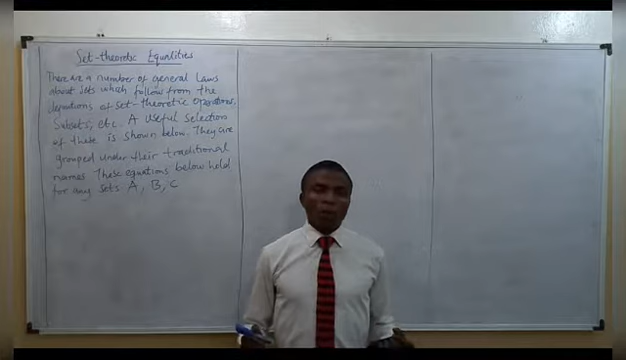 Set-theoretic Equalities
There are a number of general Laws
about sets which follow from the
definitions of set-theoretic operations,
Subsets, etc. A useful selection
of these is shown below. They are
grouped under their traditional
names. These equations below hold
for any sets A, B, C